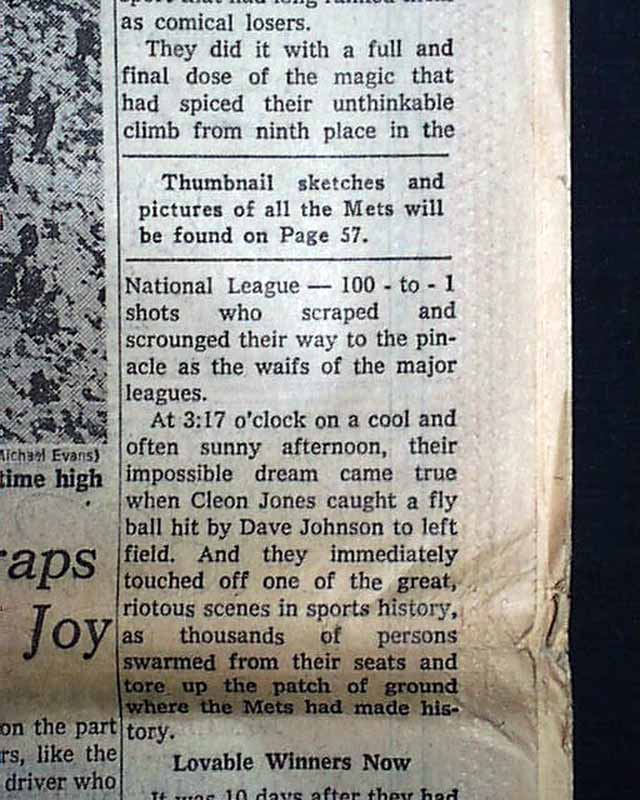 as comical losers.
They did it with a full and
final dose of the magic that
had spiced their unthinkable
climb from ninth place in the
Thumbnail sketches and
pictures of all the Mets will
be found on Page 57.
National League — 100 - to - 1
shots who scraped and
scrounged their way to the pin-
acle as the waifs of the major
leagues.
At 3:17 o'clock on a cool and
often sunny afternoon, their
impossible dream came true
when Cleon Jones caught a fly
ball hit by Dave Johnson to left
field. And they immediately
touched off one of the great,
riotous scenes in sports history,
as thousands of persons
swarmed from their seats and
tore up the patch of ground
where the Mets had made his-
tory.
Lovable Winners Now
It was 10 days after they had
Michael Evans)
time high
raps
Joy
on the part
rs, like the
driver who